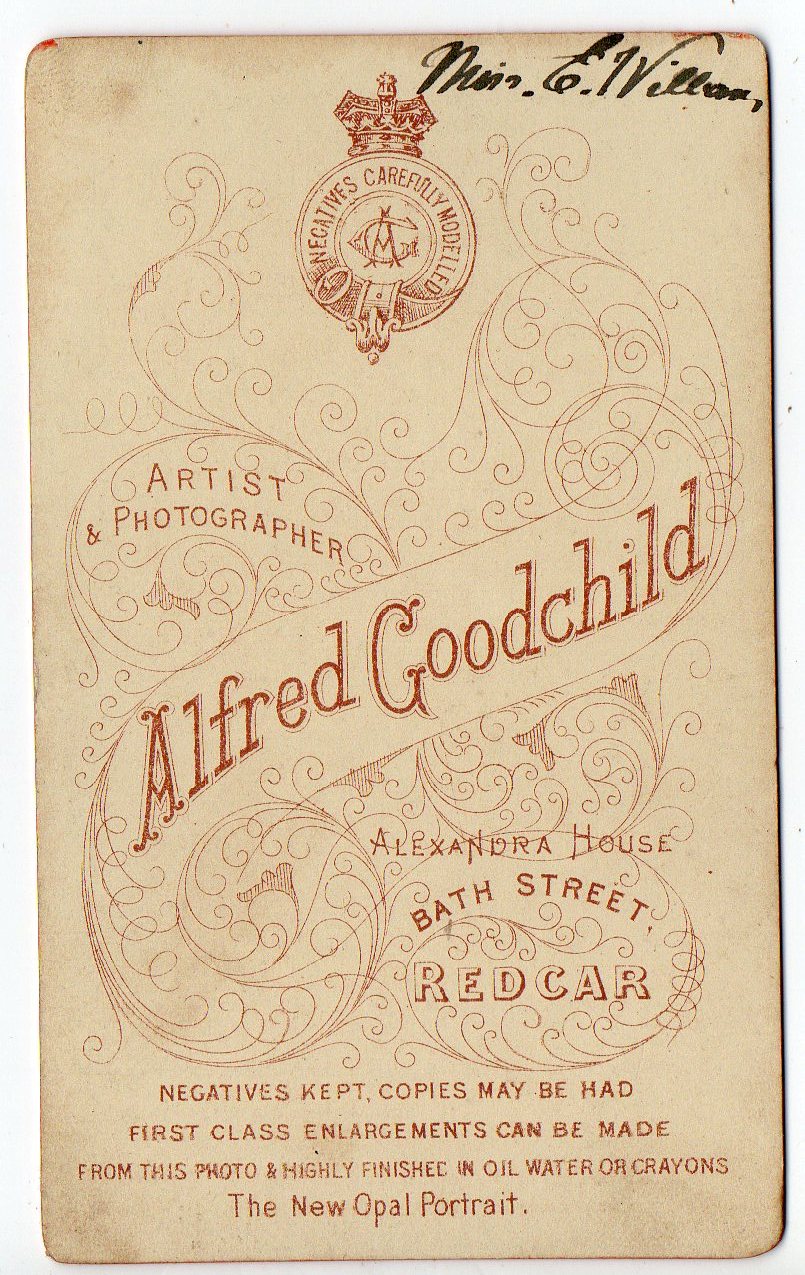 Miss. E. Willans,
NEGATIVES CAREFULLY MODELLED
ARTIST
& PHOTOGRAPHER
Alfred Goodchild
ALEXANDRA HOUSE
BATH STREET,
REDCAR
NEGATIVES KEPT, COPIES MAY BE HAD
FIRST CLASS ENLARGEMENTS CAN BE MADE
FROM THIS PHOTO & HIGHLY FINISHED IN OIL WATER OR CRAYONS
The New Opal Portrait.